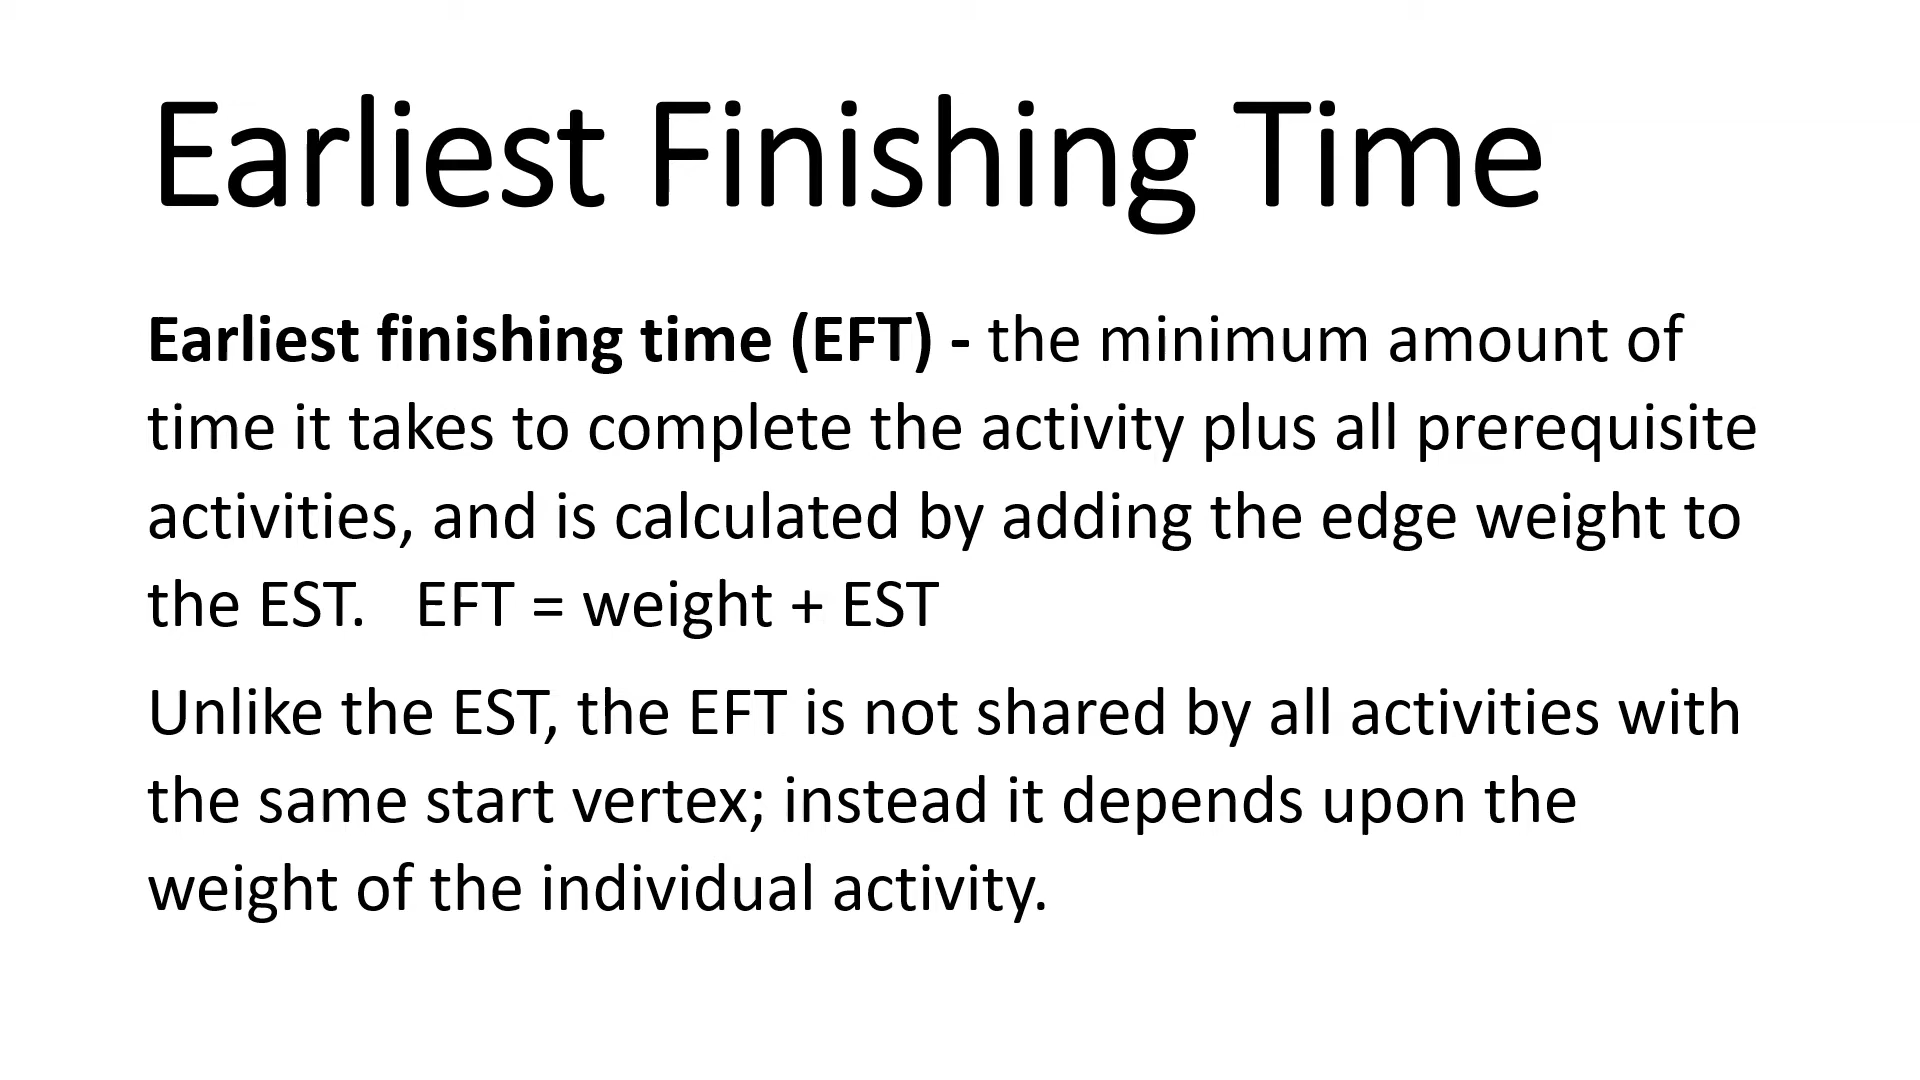 Earliest Finishing Time
Earliest finishing time (EFT) - the minimum amount of
time it takes to complete the activity plus all prerequisite
activities, and is calculated by adding the edge weight to
the EST.   EFT = weight + EST
Unlike the EST, the EFT is not shared by all activities with
the same start vertex; instead it depends upon the
weight of the individual activity.